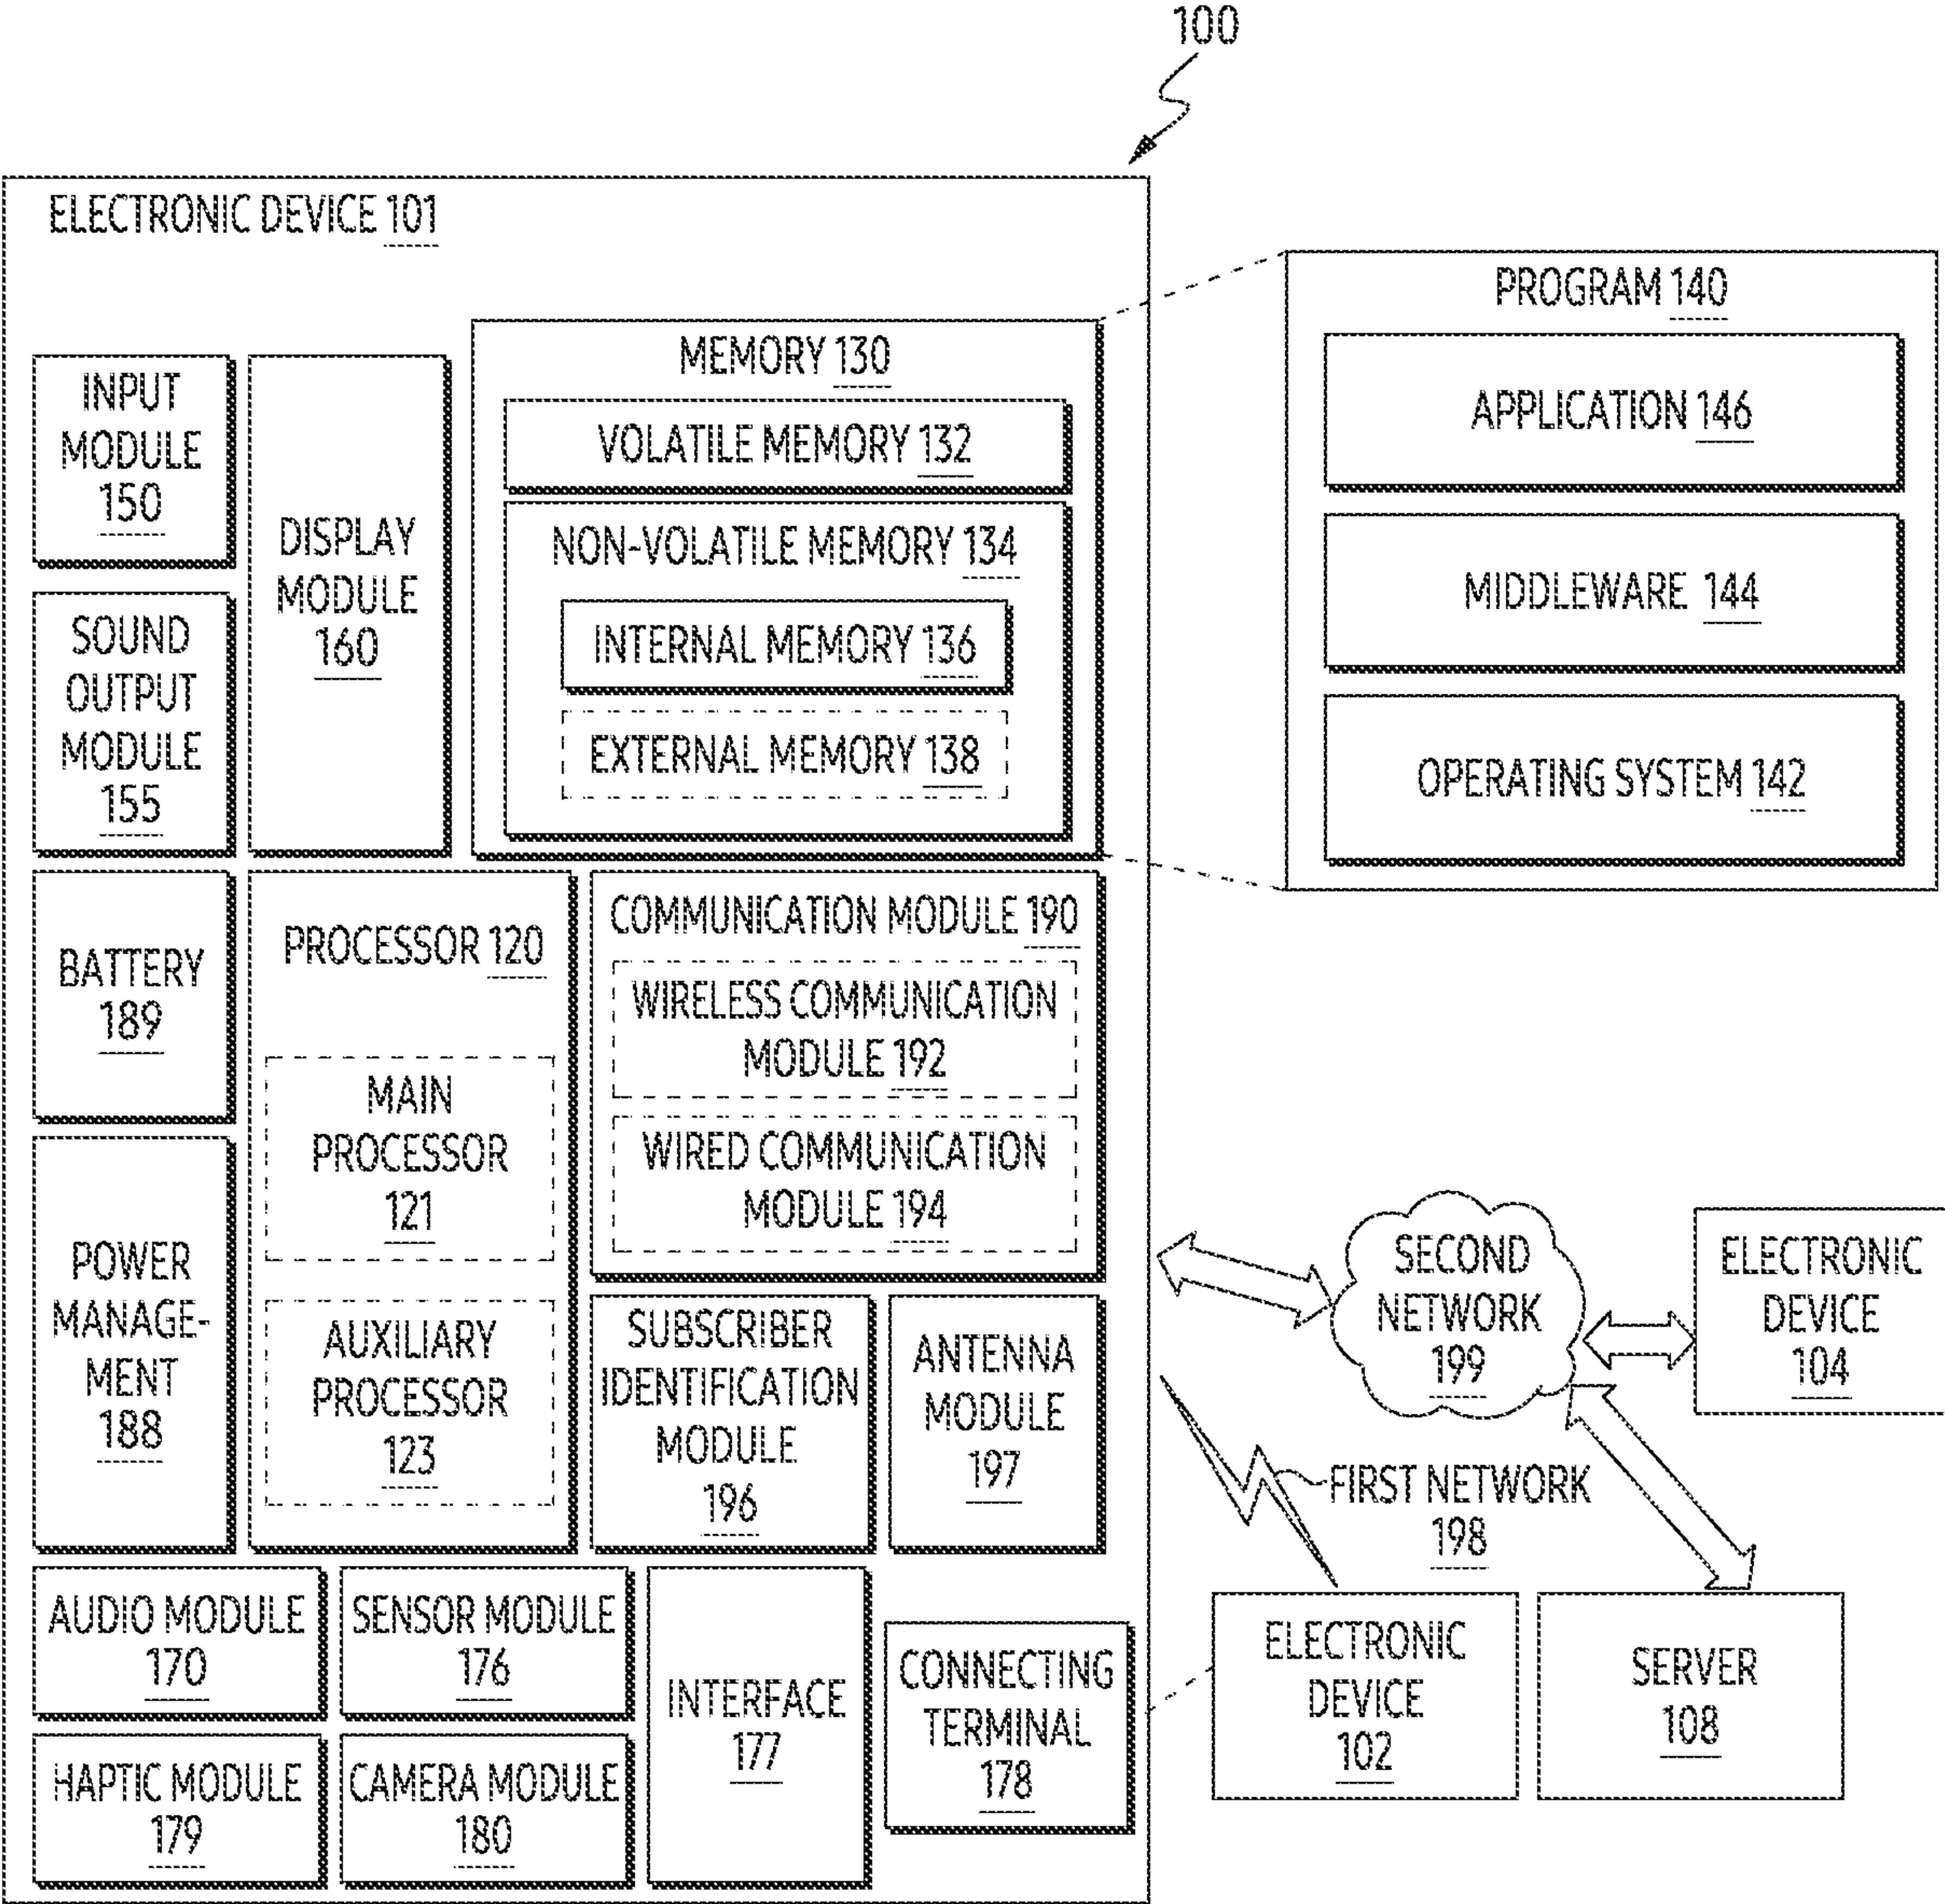 100
ELECTRONIC DEVICE 101
PROGRAM 140
APPLICATION 146
MIDDLEWARE 144
OPERATING SYSTEM 142
MEMORY 130
VOLATILE MEMORY 132
NON-VOLATILE MEMORY 134
INTERNAL MEMORY 136
EXTERNAL MEMORY 138
INPUT
MODULE
150
SOUND
OUTPUT
MODULE
155
DISPLAY
MODULE
160
BATTERY
189
POWER
MANAGE-
MENT
188
PROCESSOR 120
MAIN
PROCESSOR
121
AUXILIARY
PROCESSOR
123
COMMUNICATION MODULE 190
WIRELESS COMMUNICATION
MODULE 192
WIRED COMMUNICATION
MODULE 194
SUBSCRIBER
IDENTIFICATION
MODULE
196
ANTENNA
MODULE
197
SECOND
NETWORK
199
ELECTRONIC
DEVICE
104
FIRST NETWORK
198
AUDIO MODULE
170
SENSOR MODULE
176
INTERFACE
177
CONNECTING
TERMINAL
178
HAPTIC MODULE
179
CAMERA MODULE
180
ELECTRONIC
DEVICE
102
SERVER
108